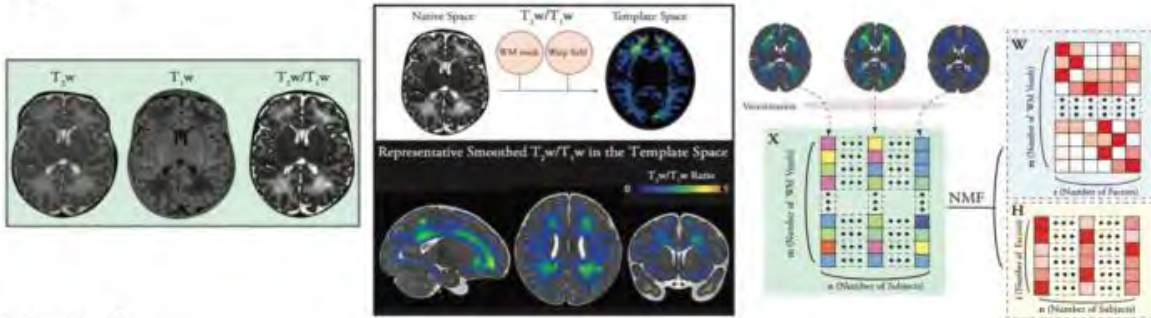 T₂w
T₁w
T₂w/T₁w
Native Space
T₂w/T₁w
Template Space
WM mask
Warp field
Representative Smoothed T₂w/T₁w in the Template Space
T₂w/T₁w Ratio
0
Vectorization
X
m (Number of WM Voxels)
n (Number of Subjects)
NMF
W
m (Number of WM Voxels)
r (Number of Factors)
H
r (Number of Factors)
n (Number of Subjects)